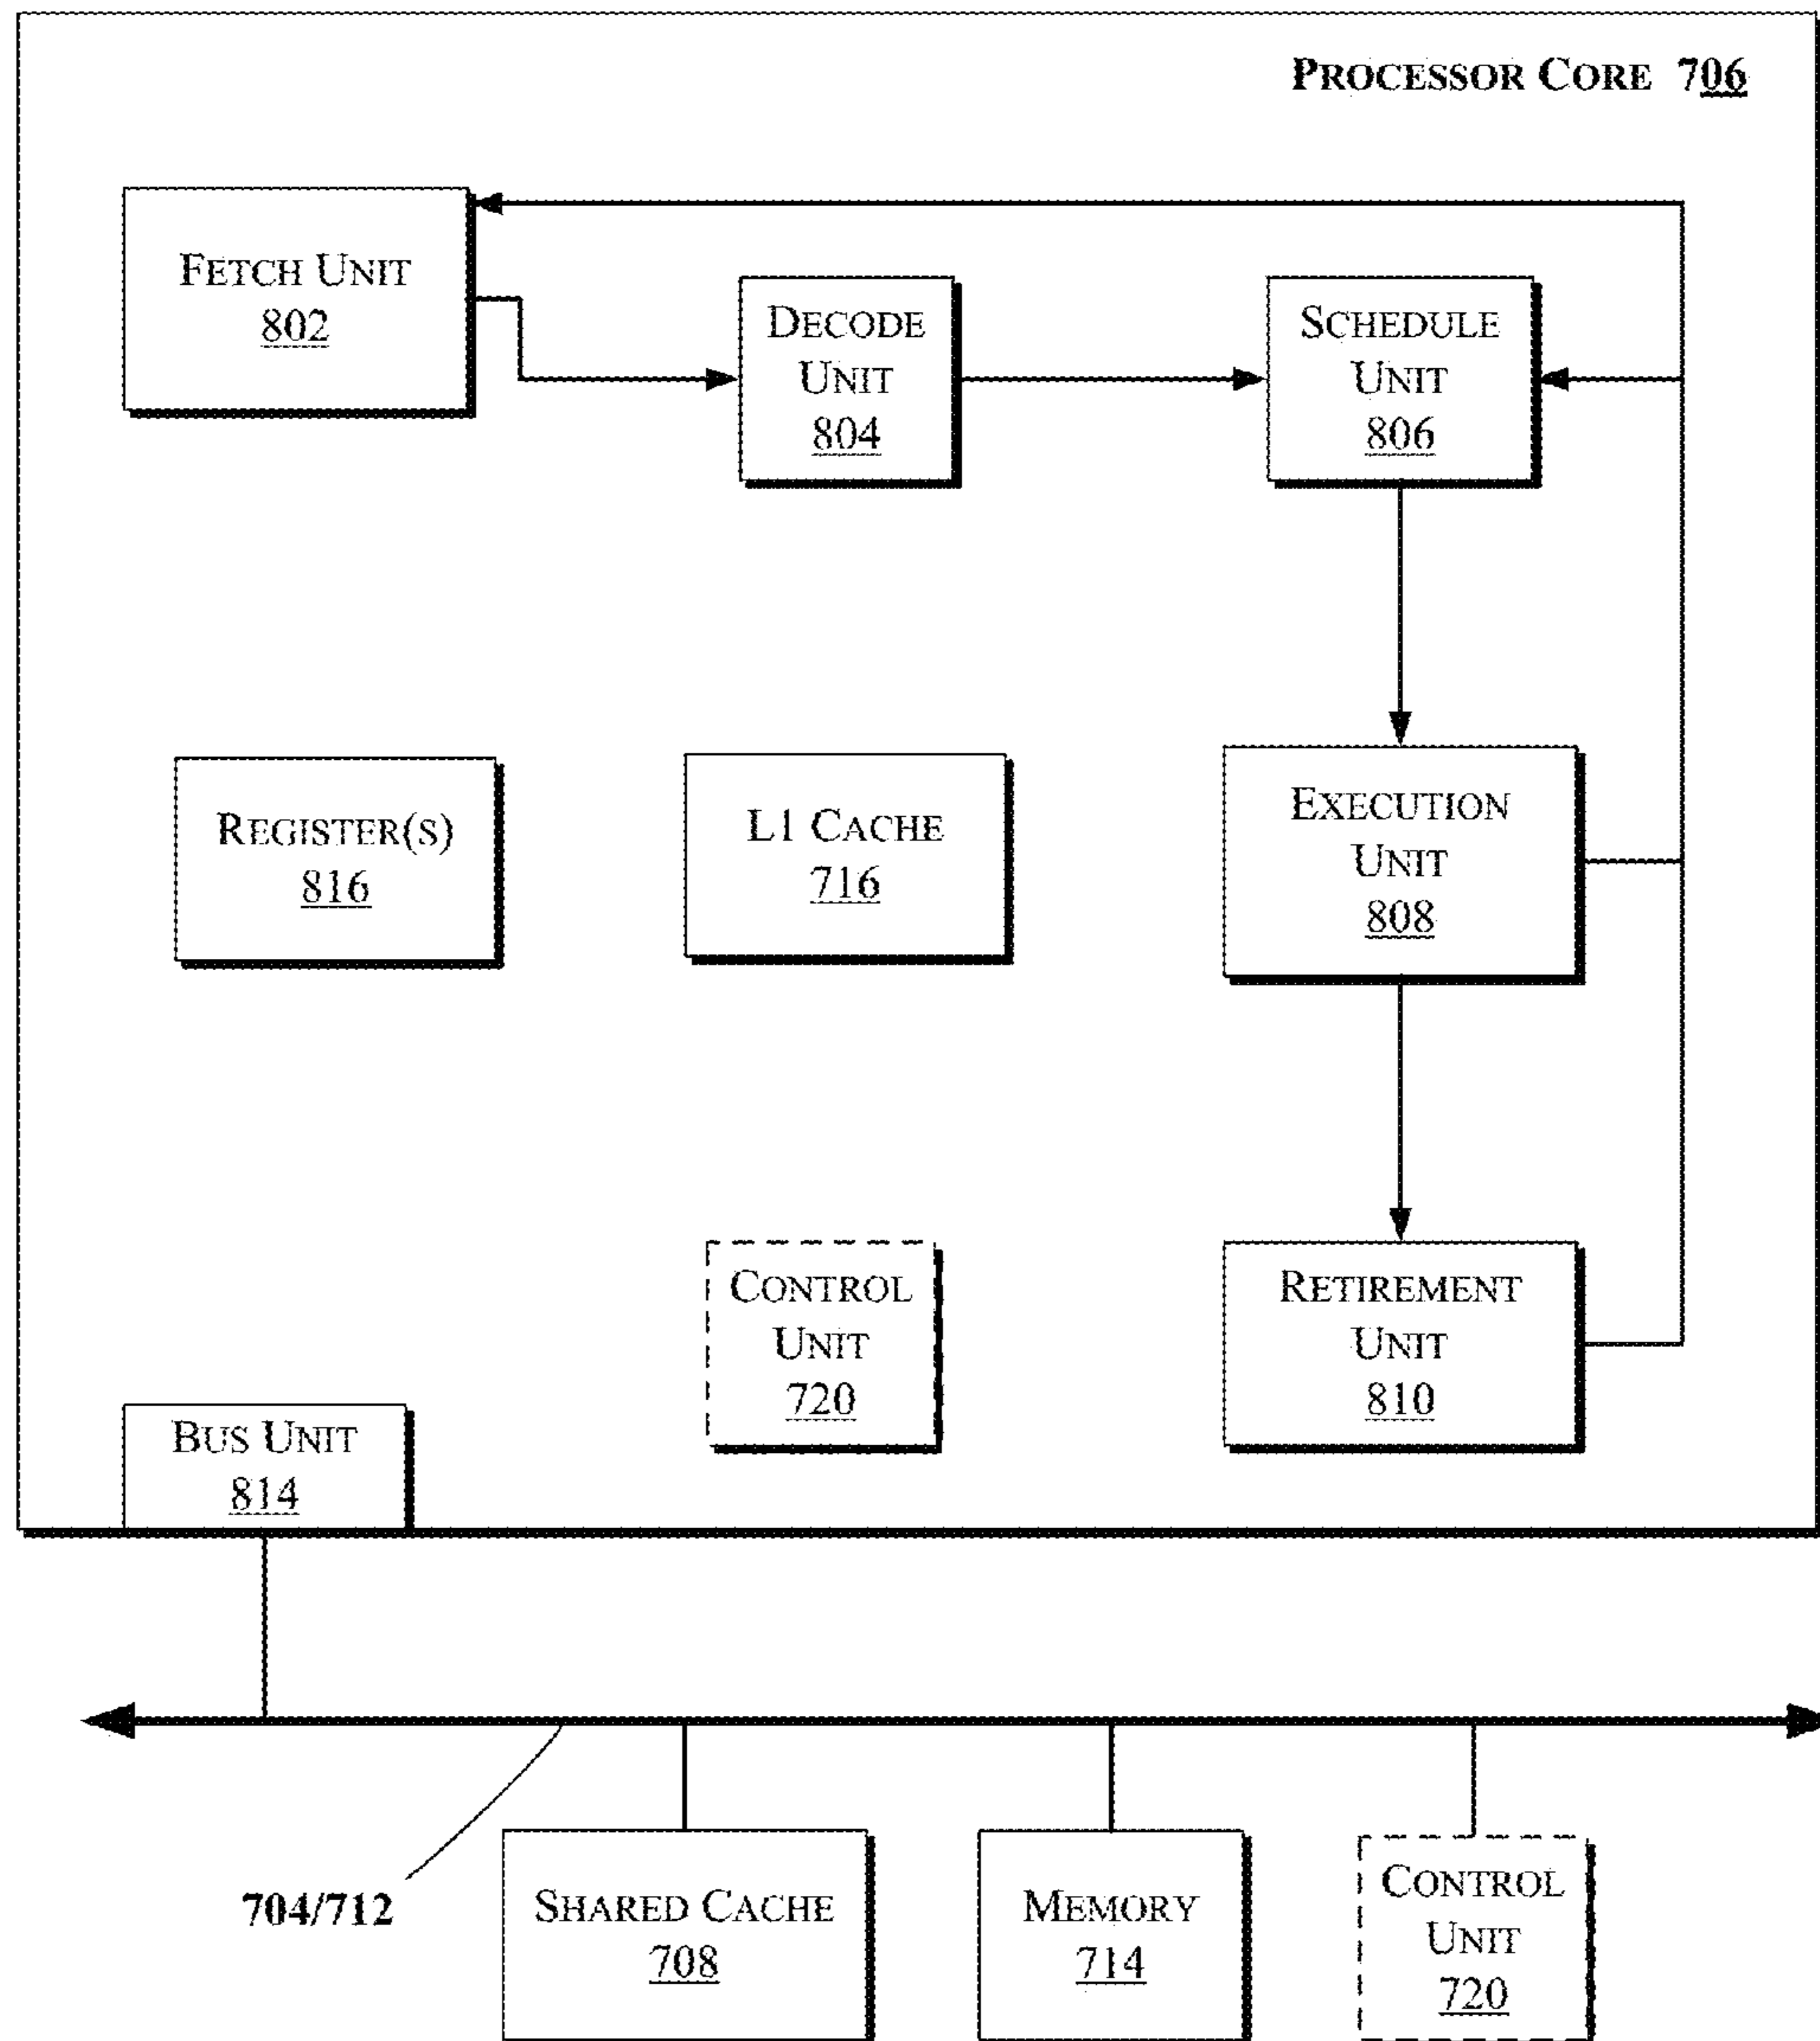 PROCESSOR CORE 706
FETCH UNIT
802
DECODE
UNIT
804
SCHEDULE
UNIT
806
REGISTER(S)
816
L1 CACHE
716
EXECUTION
UNIT
808
CONTROL
UNIT
720
RETIREMENT
UNIT
810
BUS UNIT
814
704/712
SHARED CACHE
708
MEMORY
714
CONTROL
UNIT
720